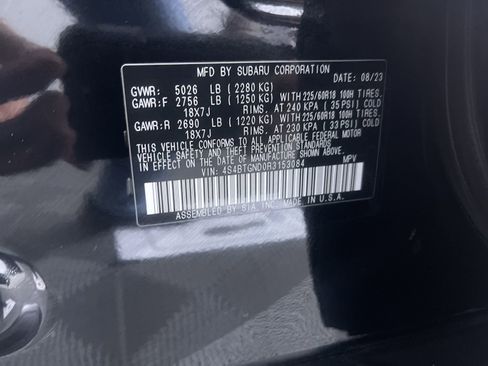 MFD BY SUBARU CORPORATION DATE: 08/23
GVWR: 5026 LB ( 2280 KG)
GAWR:F 2756 LB ( 1250 KG) WITH 225/60R18 100H TIRES.
18X7J RIMS. AT 240 KPA ( 35 PSI) COLD
GAWR:R 2690 LB ( 1220 KG) WITH 225/60R18 100H TIRES.
18X7J RIMS. AT 230 KPA ( 33 PSI) COLD
THIS VEHICLE CONFORMS TO ALL APPLICABLE FEDERAL MOTOR
VEHICLE SAFETY AND THEFT PREVENTION STANDARDS
IN EFFECT ON THE DATE OF MANUFACTURE SHOWN ABOVE.
VIN: 4S4BTGND0R3153084 MPV
ASSEMBLED BY SIA INC. MADE IN U.S.A.